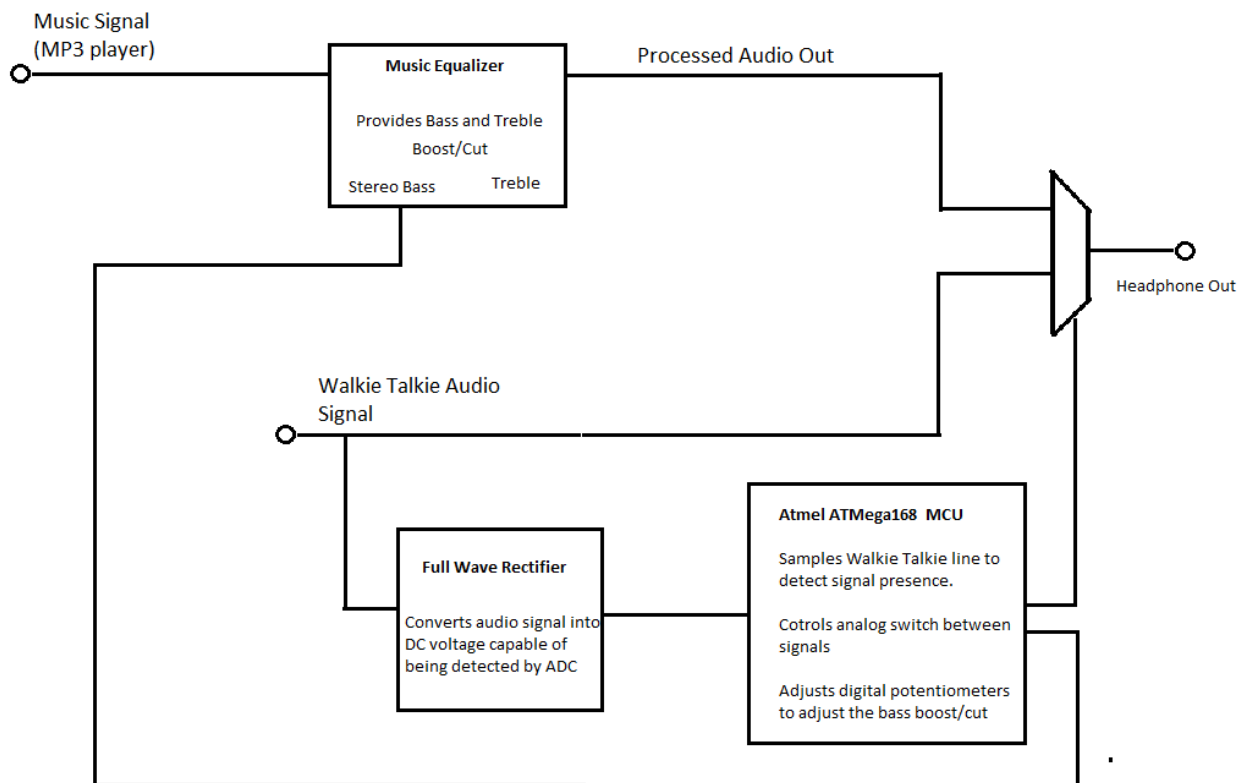 Music Signal
(MP3 player)
Music Equalizer
Provides Bass and Treble
Boost/Cut
Stereo Bass
Treble
Processed Audio Out
Headphone Out
Walkie Talkie Audio
Signal
Full Wave Rectifier
Converts audio signal into
DC voltage capable of
being detected by ADC
Atmel ATMega168 MCU
Samples Walkie Talkie line to
detect signal presence.
Cotrols analog switch between
signals
Adjusts digital potentiometers
to adjust the bass boost/cut